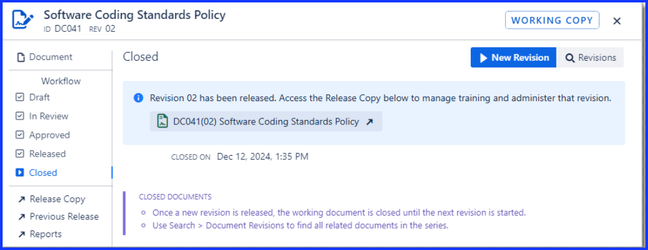 Software Coding Standards Policy
ID DC041 REV 02
WORKING COPY
Document
Workflow
Draft
In Review
Approved
Released
Closed
Release Copy
Previous Release
Reports
Closed
New Revision
Revisions
Revision 02 has been released. Access the Release Copy below to manage training and administer that revision.
DC041(02) Software Coding Standards Policy
CLOSED ON Dec 12, 2024, 1:35 PM
CLOSED DOCUMENTS
Once a new revision is released, the working document is closed until the next revision is started.
Use Search > Document Revisions to find all related documents in the series.